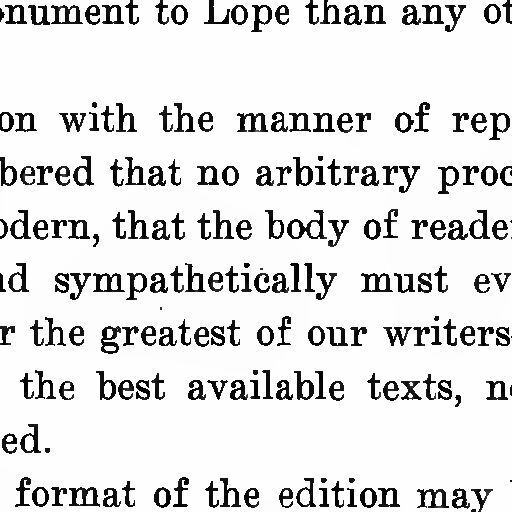 onument to Lope than any ot
on with the manner of rep
bered that no arbitrary proc
odern, that the body of reader
nd sympathetically must ev
r the greatest of our writers
the best available texts, n
ed.
format of the edition may